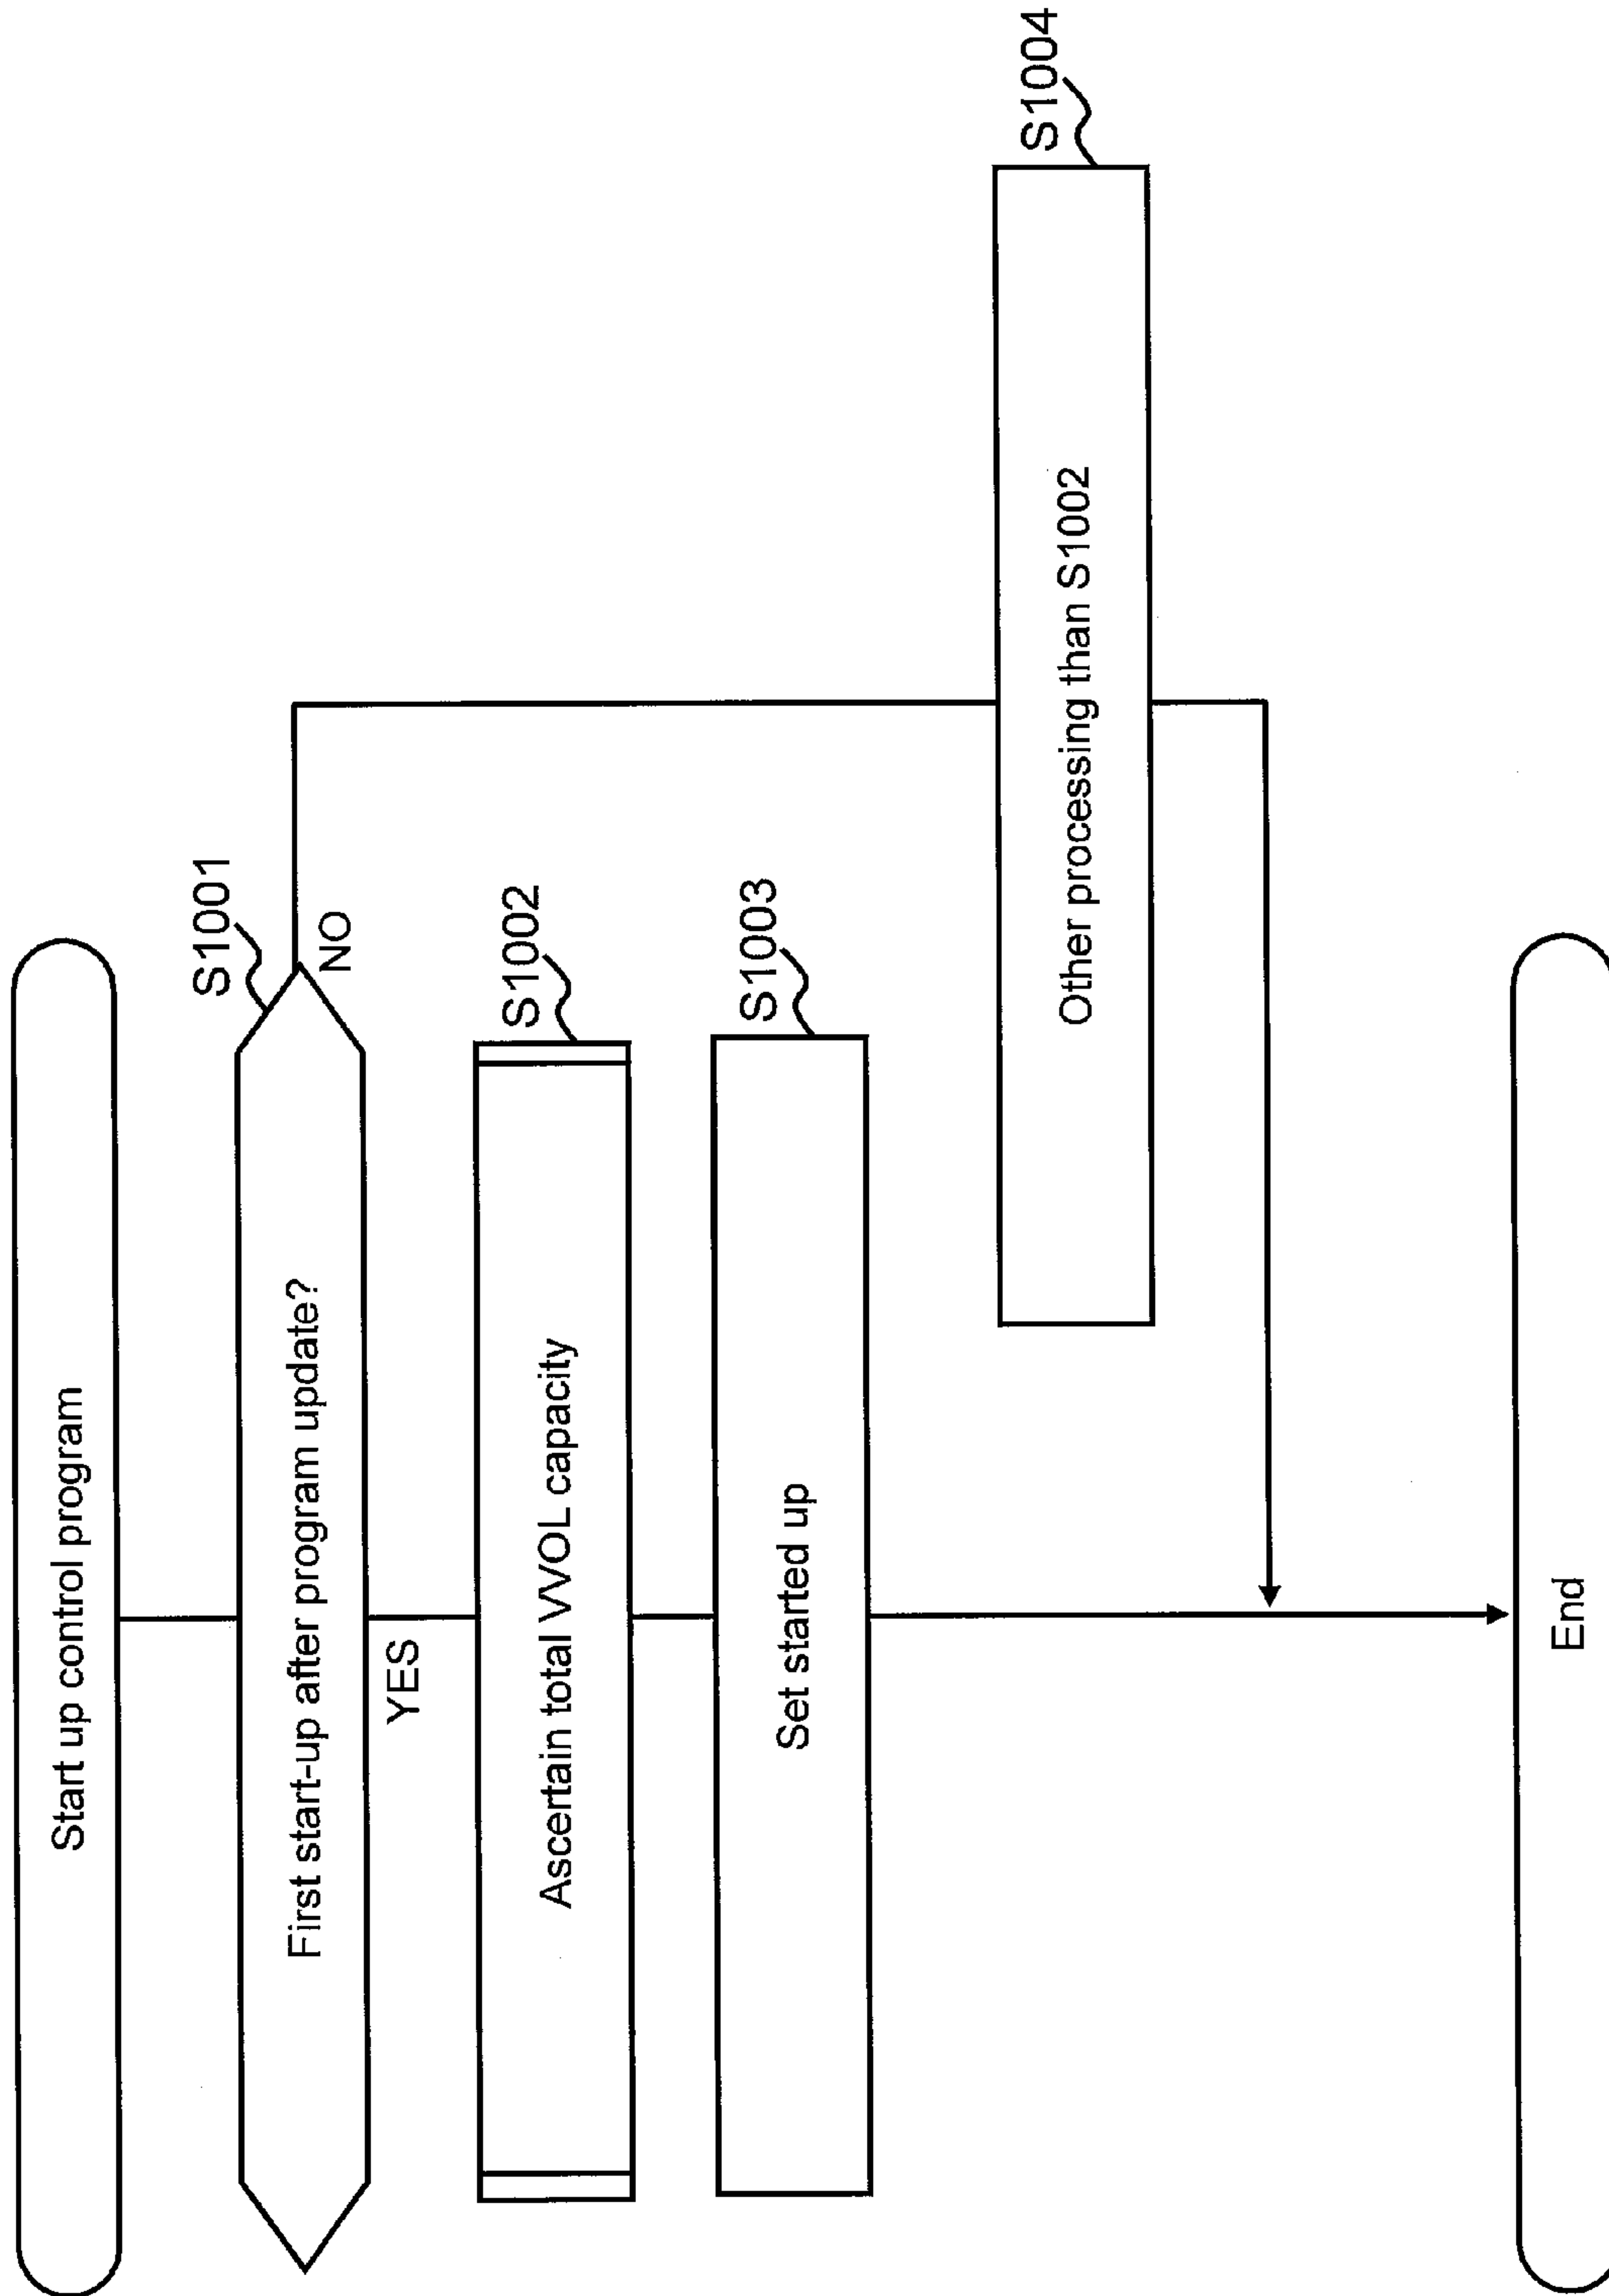 Start up control program
S1001
First start-up after program update?
NO
YES
S1002
Ascertain total VVOL capacity
S1003
Set started up
S1004
Other processing than S1002
End